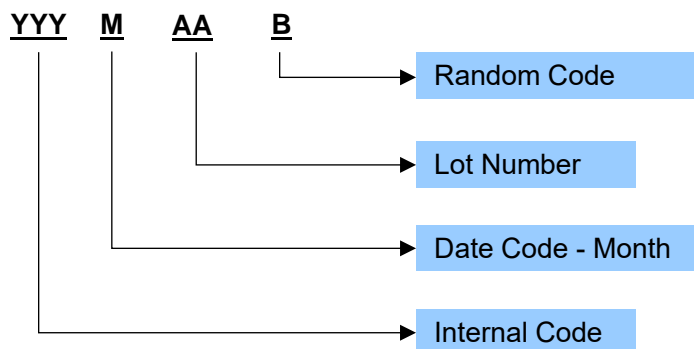 YYY M AA B
Random Code
Lot Number
Date Code - Month
Internal Code